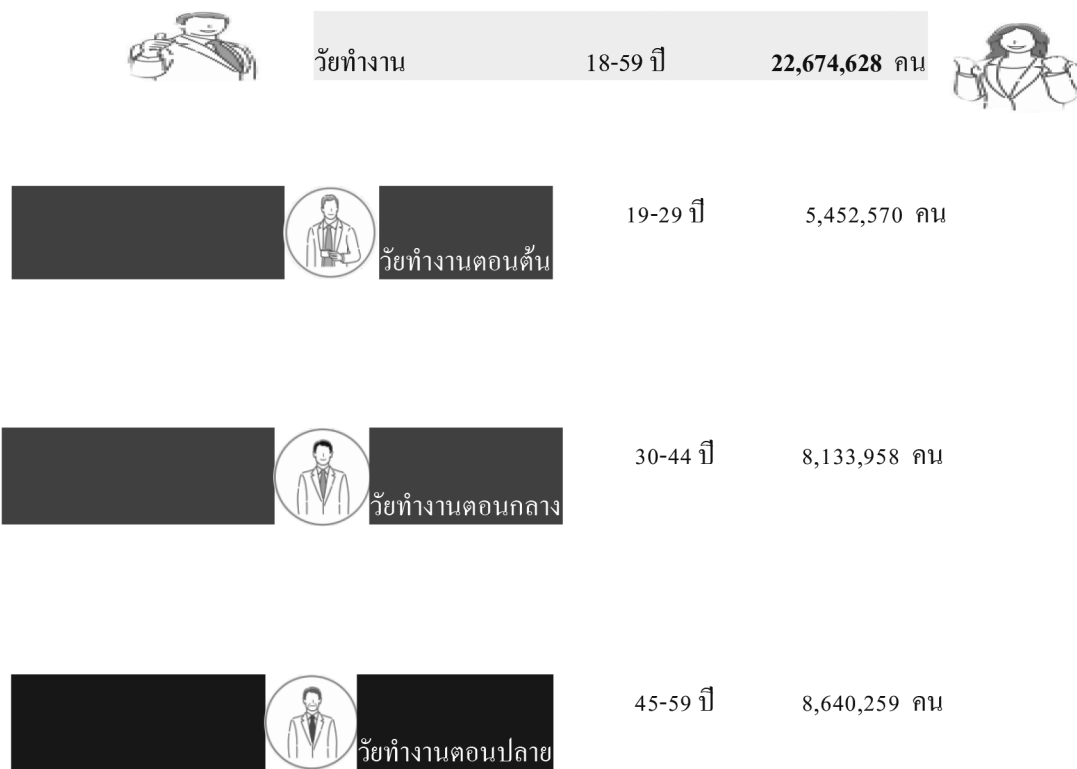 วัยทำงาน 18-59 ปี 22,674,628 คน
19-29 ปี 5,452,570 คน
วัยทำงานตอนต้น
30-44 ปี 8,133,958 คน
วัยทำงานตอนกลาง
45-59 ปี 8,640,259 คน
วัยทำงานตอนปลาย